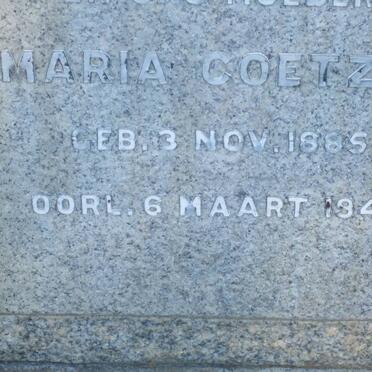 MARIA COETZ
GEB. 3 NOV. 1885
OORL. 6 MAART 194